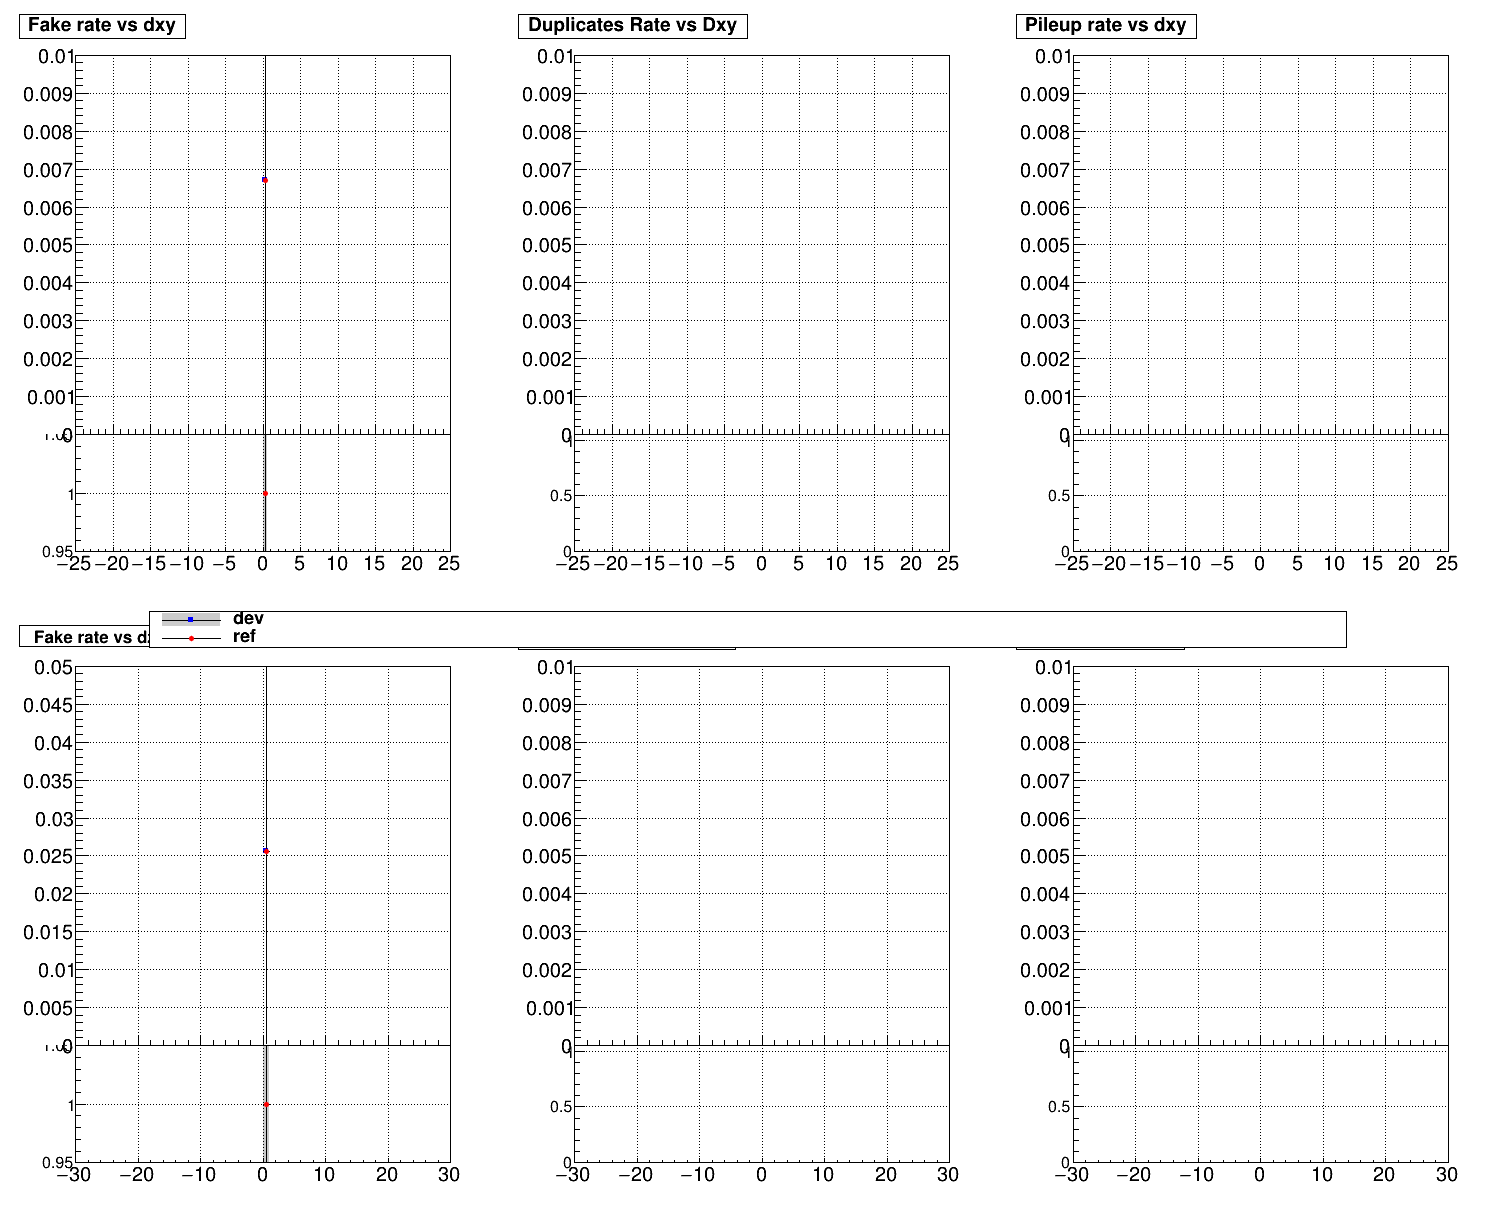 Fake rate vs dxy
Duplicates Rate vs Dxy
Pileup rate vs dxy
0.01 0.01 0.01
0.009 0.009 0.009
0.008 0.008 0.008
0.007 0.007 0.007
0.006 0.006 0.006
0.005 0.005 0.005
0.004 0.004 0.004
0.003 0.003 0.003
0.002 0.002 0.002
0.001 0.001 0.001
0 0 0
1 1
1 0.5 0.5
0.95 0 0
−25 −20 −15 −10 −5 0 5 10 15 20 25
−25 −20 −15 −10 −5 0 5 10 15 20 25
−25 −20 −15 −10 −5 0 5 10 15 20 25
dev
ref
Fake rate vs
0.05 0.01 0.01
0.045 0.009 0.009
0.04 0.008 0.008
0.035 0.007 0.007
0.03 0.006 0.006
0.025 0.005 0.005
0.02 0.004 0.004
0.015 0.003 0.003
0.01 0.002 0.002
0.005 0.001 0.001
0 0 0
1 1
1 0.5 0.5
0.95 0 0
−30 −20 −10 0 10 20 30
−30 −20 −10 0 10 20 30
−30 −20 −10 0 10 20 30